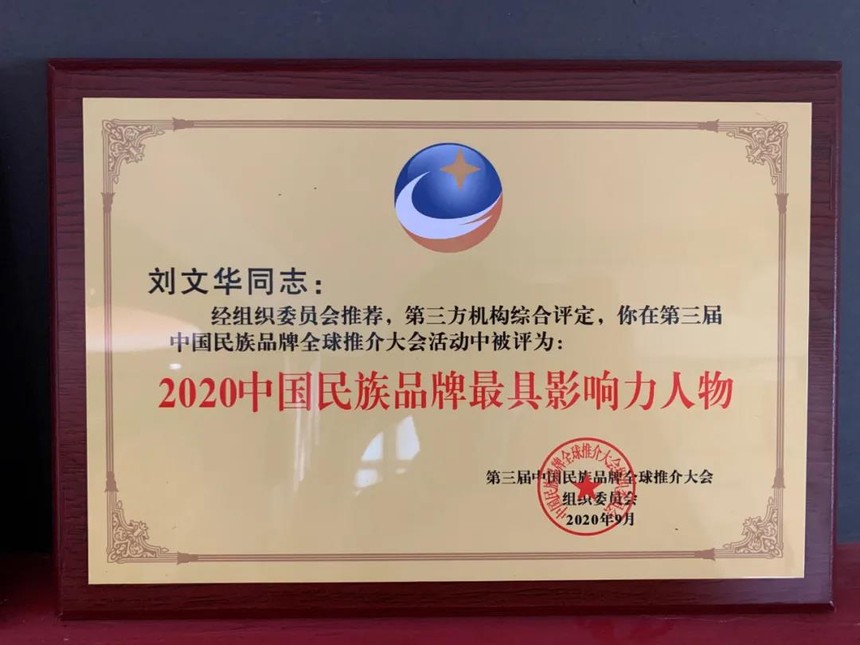 刘文华同志：
经组织委员会推荐，第三方机构综合评定，你在第三届
中国民族品牌全球推介大会活动中被评为：
2020中国民族品牌最具影响力人物
第三届中国民族品牌全球推介大会
组织委员会
2020年9月